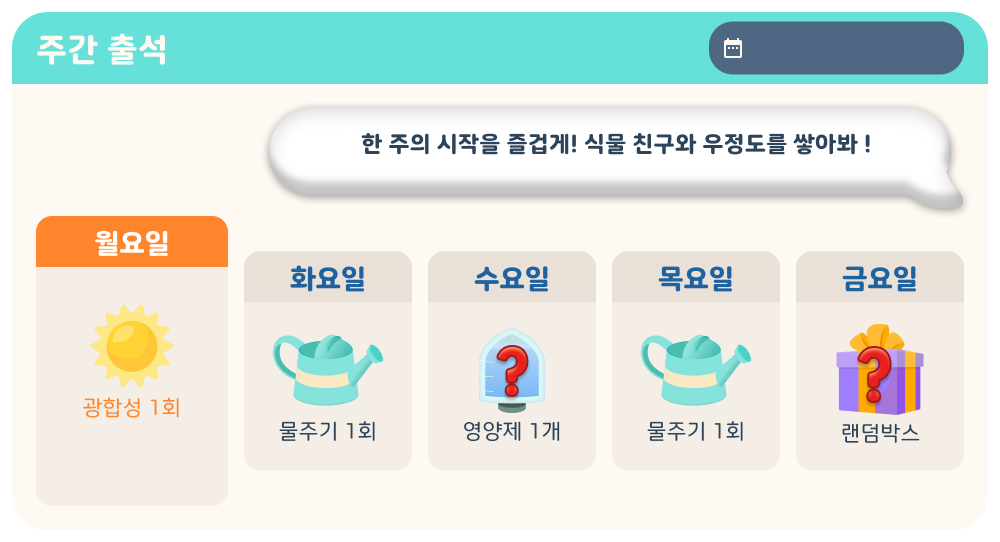 주간 출석
한 주의 시작을 즐겁게! 식물 친구와 우정도를 쌓아봐 !
월요일
광합성 1회
화요일
물주기 1회
수요일
?
영양제 1개
목요일
물주기 1회
금요일
?
랜덤박스